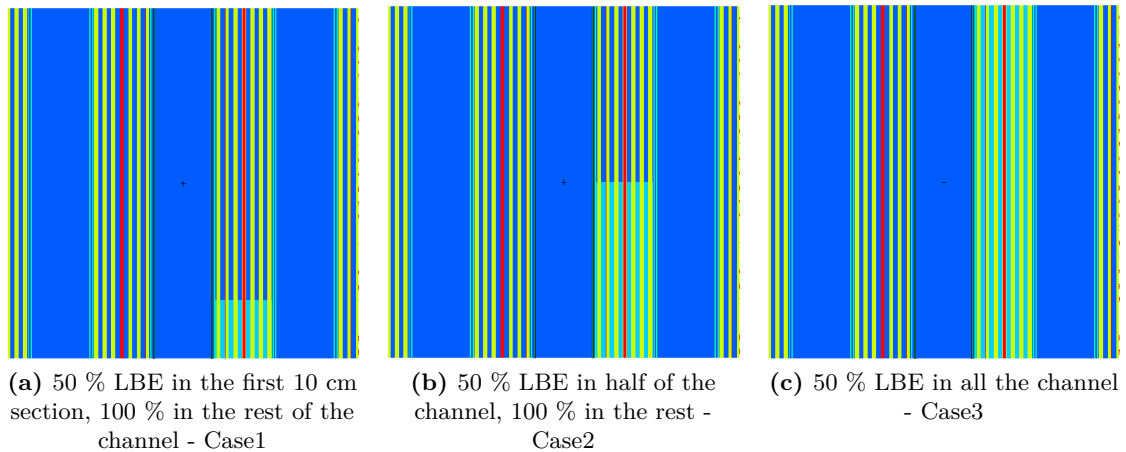 (a) 50 % LBE in the first 10 cm
section, 100 % in the rest of the
channel - Case1
(b) 50 % LBE in half of the
channel, 100 % in the rest -
Case2
(c) 50 % LBE in all the channel
- Case3